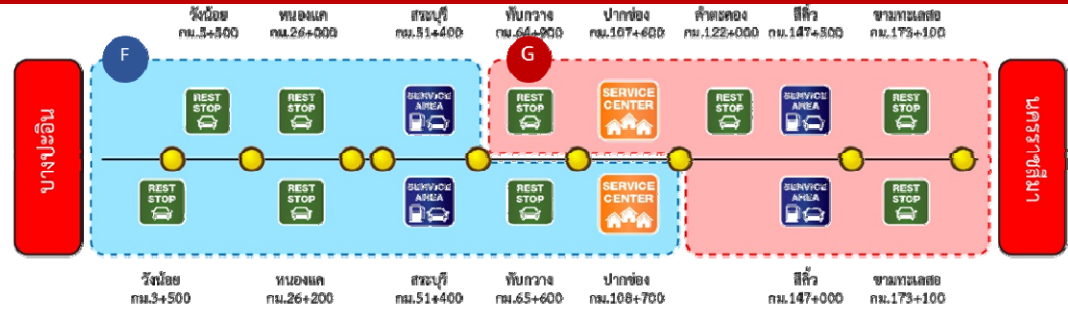 วังน้อย หนองแค สระบุรี ทับกวาง ปากช่อง ลำตะคอง สีคิ้ว ขามทะเลสอ
กม.5+500 กม.26+000 กม.51+400 กม.64+900 กม.107+600 กม.122+000 กม.147+500 กม.173+100
F G
REST STOP REST STOP SERVICE AREA REST STOP SERVICE CENTER REST STOP SERVICE AREA REST STOP
บางปะอิน
นครราชสีมา
REST STOP REST STOP SERVICE AREA REST STOP SERVICE CENTER SERVICE AREA REST STOP
วังน้อย หนองแค สระบุรี ทับกวาง ปากช่อง สีคิ้ว ขามทะเลสอ
กม.3+500 กม.26+200 กม.51+400 กม.65+600 กม.108+700 กม.147+000 กม.173+100